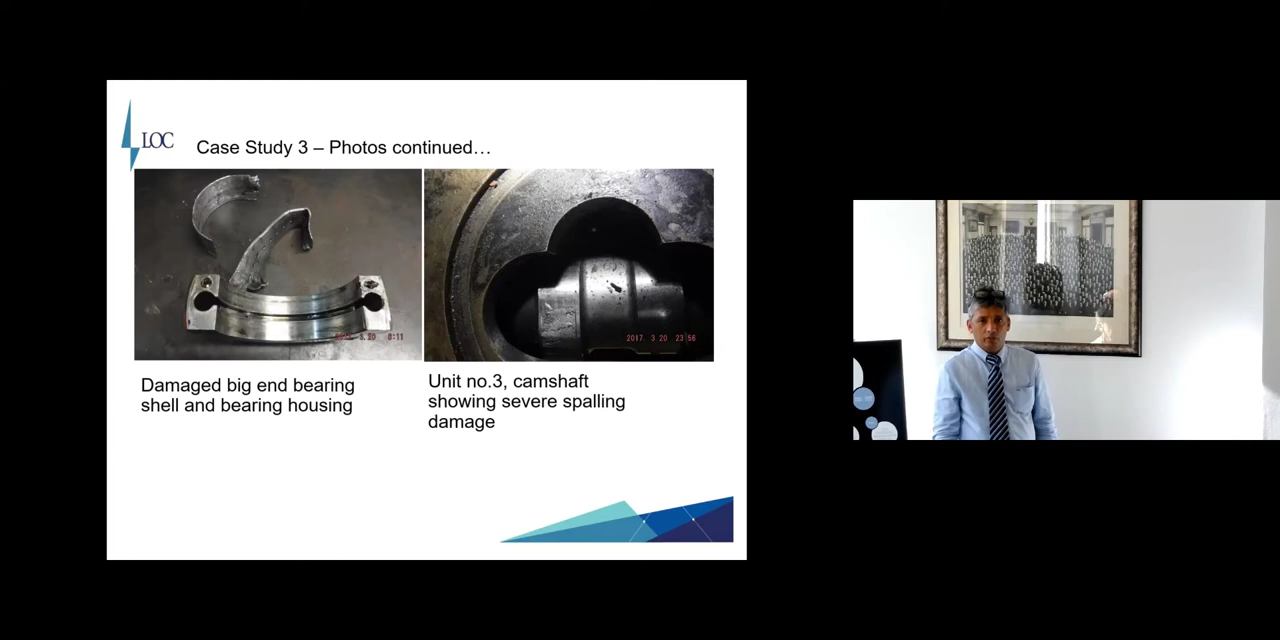 LOC
Case Study 3 – Photos continued…
2017. 3.20 23:56
Damaged big end bearing
shell and bearing housing
Unit no.3, camshaft
showing severe spalling
damage